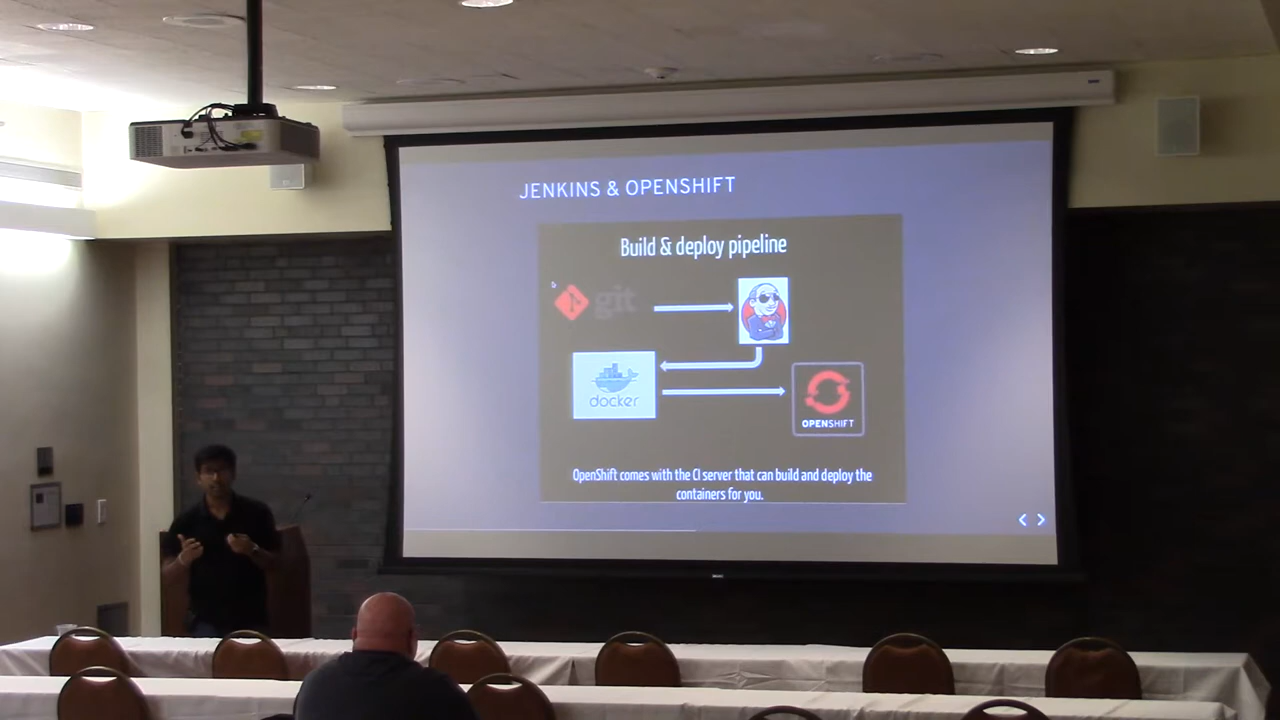 JENKINS & OPENSHIFT
Build & deploy pipeline
git
docker
OPENSHIFT
OpenShift comes with the CI server that can build and deploy the
containers for you.